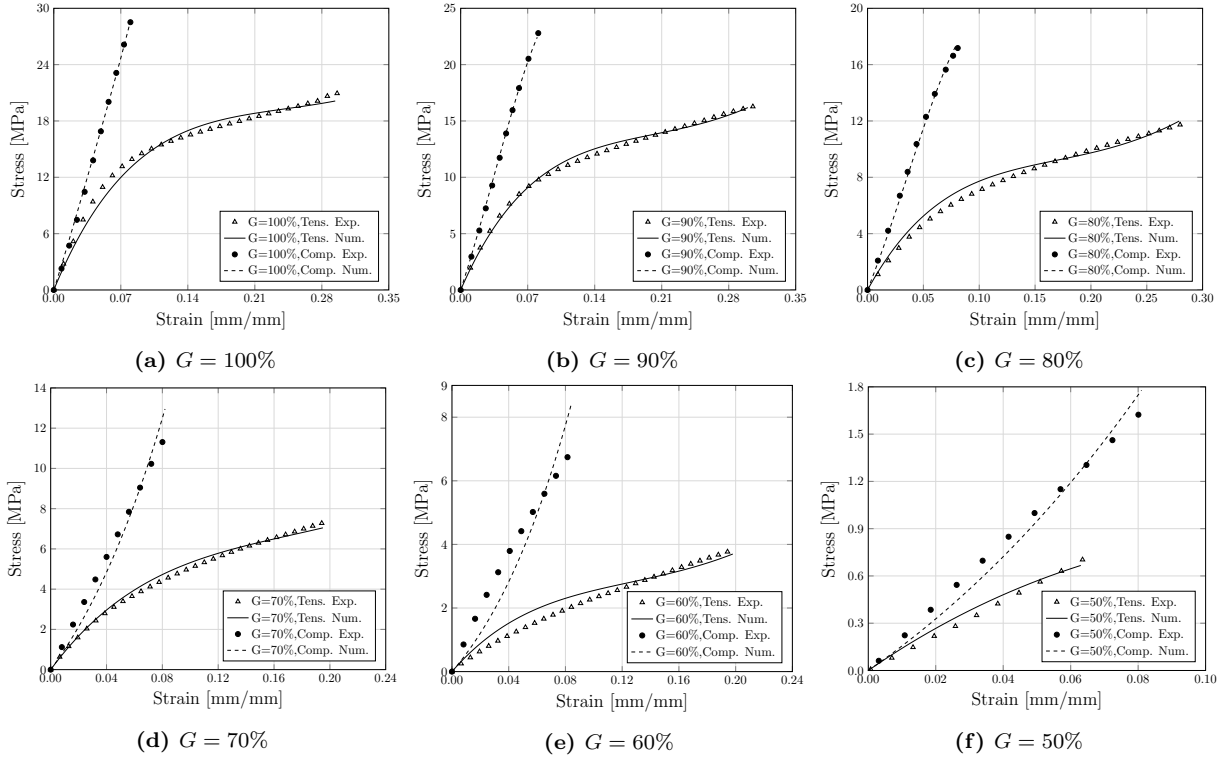 30
24
18
12
6
0
0.00 0.07 0.14 0.21 0.28 0.35
Stress [MPa]
Strain [mm/mm]
G=100%,Tens. Exp.
G=100%,Tens. Num.
G=100%,Comp. Exp.
G=100%,Comp. Num.
(a) G = 100%
25
20
15
10
5
0
0.00 0.07 0.14 0.21 0.28 0.35
Stress [MPa]
Strain [mm/mm]
G=90%,Tens. Exp.
G=90%,Tens. Num.
G=90%,Comp. Exp.
G=90%,Comp. Num.
(b) G = 90%
20
16
12
8
4
0
0.00 0.05 0.10 0.15 0.20 0.25 0.30
Stress [MPa]
Strain [mm/mm]
G=80%,Tens. Exp.
G=80%,Tens. Num.
G=80%,Comp. Exp.
G=80%,Comp. Num.
(c) G = 80%
14
12
10
8
6
4
2
0
0.00 0.04 0.08 0.12 0.16 0.20 0.24
Stress [MPa]
Strain [mm/mm]
G=70%,Tens. Exp.
G=70%,Tens. Num.
G=70%,Comp. Exp.
G=70%,Comp. Num.
(d) G = 70%
9
8
6
4
2
0
0.00 0.04 0.08 0.12 0.16 0.20 0.24
Stress [MPa]
Strain [mm/mm]
G=60%,Tens. Exp.
G=60%,Tens. Num.
G=60%,Comp. Exp.
G=60%,Comp. Num.
(e) G = 60%
1.8
1.5
1.2
0.9
0.6
0.3
0.0
0.00 0.02 0.04 0.06 0.08 0.10
Stress [MPa]
Strain [mm/mm]
G=50%,Tens. Exp.
G=50%,Tens. Num.
G=50%,Comp. Exp.
G=50%,Comp. Num.
(f) G = 50%